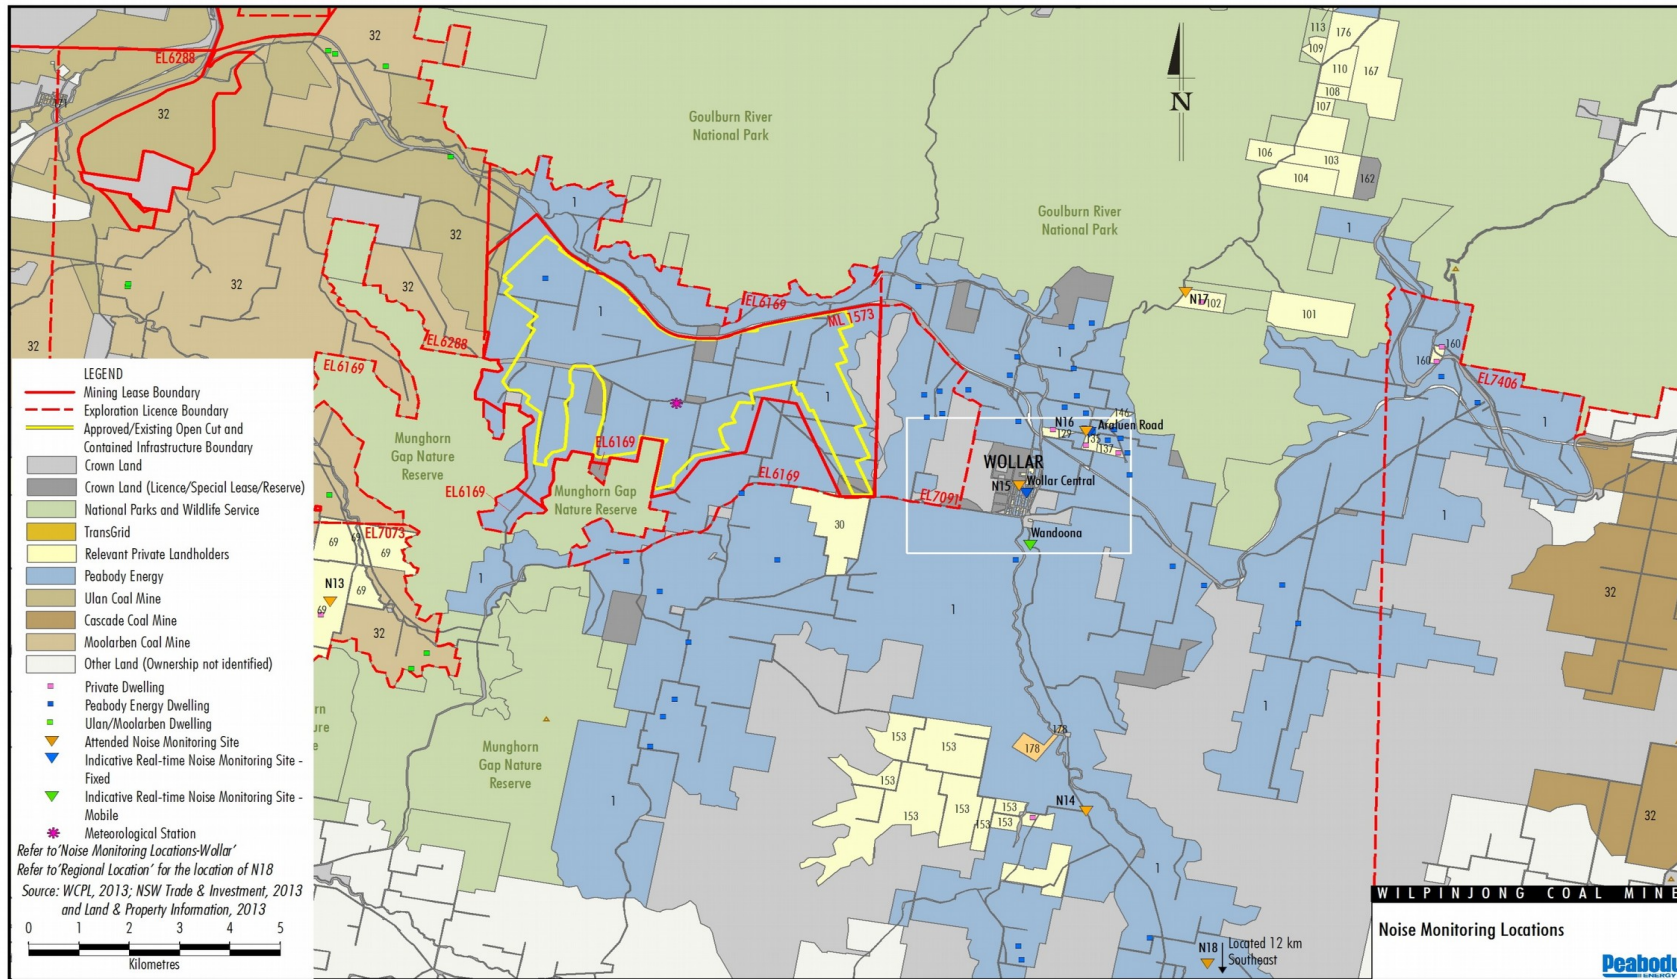 113
176
109
110
167
108
107
106
103
104
162
32
EL6288
32
Goulburn River
National Park
Goulburn River
National Park
1
1
32
32
32
32
EL6169
ML 1573
1
N17
102
101
EL6288
EL6169
1
160
160
EL7406
LEGEND
Mining Lease Boundary
Exploration Licence Boundary
Approved/Existing Open Cut and
Contained Infrastructure Boundary
Crown Land
Crown Land (Licence/Special Lease/Reserve)
National Parks and Wildlife Service
TransGrid
Relevant Private Landholders
Peabody Energy
Ulan Coal Mine
Cascade Coal Mine
Moolarben Coal Mine
Other Land (Ownership not identified)
Private Dwelling
Peabody Energy Dwelling
Ulan/Moolarben Dwelling
Attended Noise Monitoring Site
Indicative Real-time Noise Monitoring Site -
Fixed
Indicative Real-time Noise Monitoring Site -
Mobile
Meteorological Station
Refer to'Noise Monitoring Locations-Wollar'
Refer to'Regional Location' for the location of N18
Source: WCPL, 2013; NSW Trade & Investment, 2013
and Land & Property Information, 2013
0 1 2 3 4 5
Kilometres
Munghorn
Gap Nature
Reserve
EL6169
1
146
N16
Araluen Road
129
135
137
WOLLAR
EL6169
EL6169
Munghorn Gap
Nature Reserve
N15
Wollar Central
EL7091
30
Wandoona
1
1
EL7073
69
69
69
N13
69
69
1
32
1
32
1
1
Munghorn
Gap Nature
Reserve
178
178
153
153
153
153
153
153
153
153
N14
1
1
32
N18
Located 12 km
Southeast
WILPINJONG COAL MINE
Noise Monitoring Locations
Peabody
ENERGY